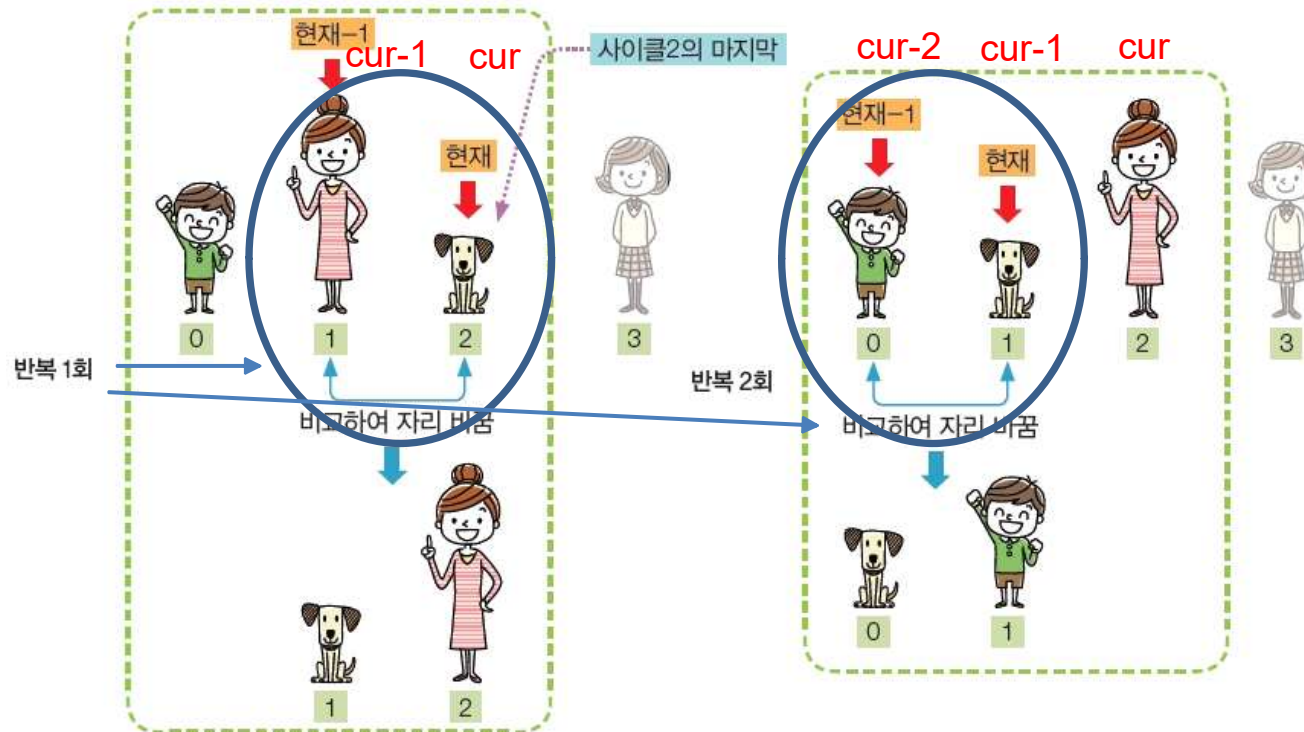 현재-1
cur-1 cur
사이클2의 마지막
현재
0 1 2 3
반복 1회
비교하여 자리 바꿈
1 2
cur-2 cur-1 cur
현재-1
현재
0 1 2 3
반복 2회
비교하여 자리 바꿈
0 1